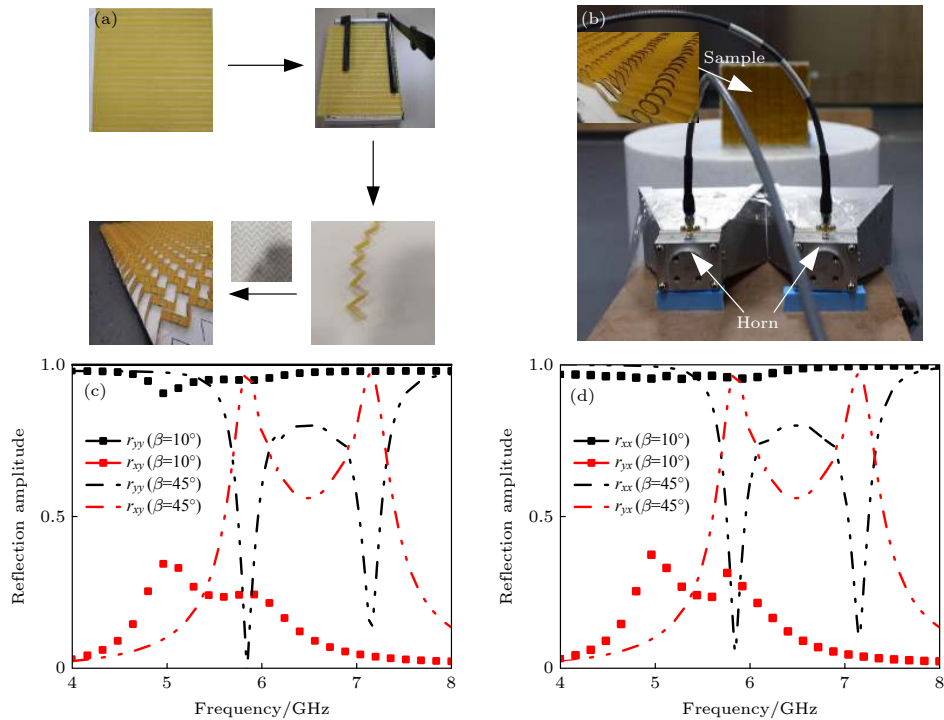 (a)
(b)
Sample
Horn
1.0
0.5
0
4
5
6
7
8
(c)
r_yy (β=10°)
r_xy (β=10°)
r_yy (β=45°)
r_xy (β=45°)
Reflection amplitude
Frequency/GHz
1.0
0.5
0
4
5
6
7
8
(d)
r_xx (β=10°)
r_yx (β=10°)
r_xx (β=45°)
r_yx (β=45°)
Reflection amplitude
Frequency/GHz